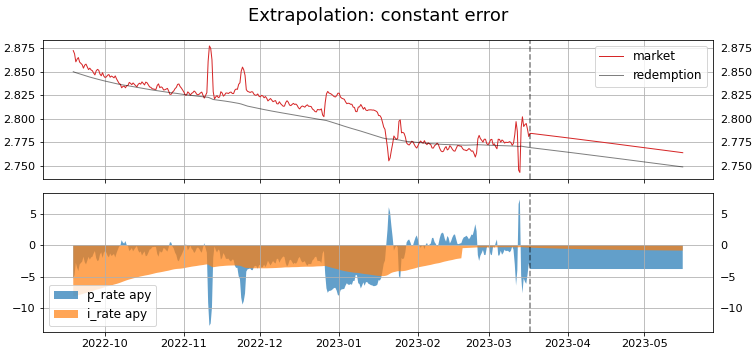 Extrapolation: constant error
2.875 2.875
2.850 2.850
2.825 2.825
2.800 2.800
2.775 2.775
2.750 2.750
market
redemption
5 5
0 0
−5 −5
−10 −10
p_rate apy
i_rate apy
2022-10 2022-11 2022-12 2023-01 2023-02 2023-03 2023-04 2023-05